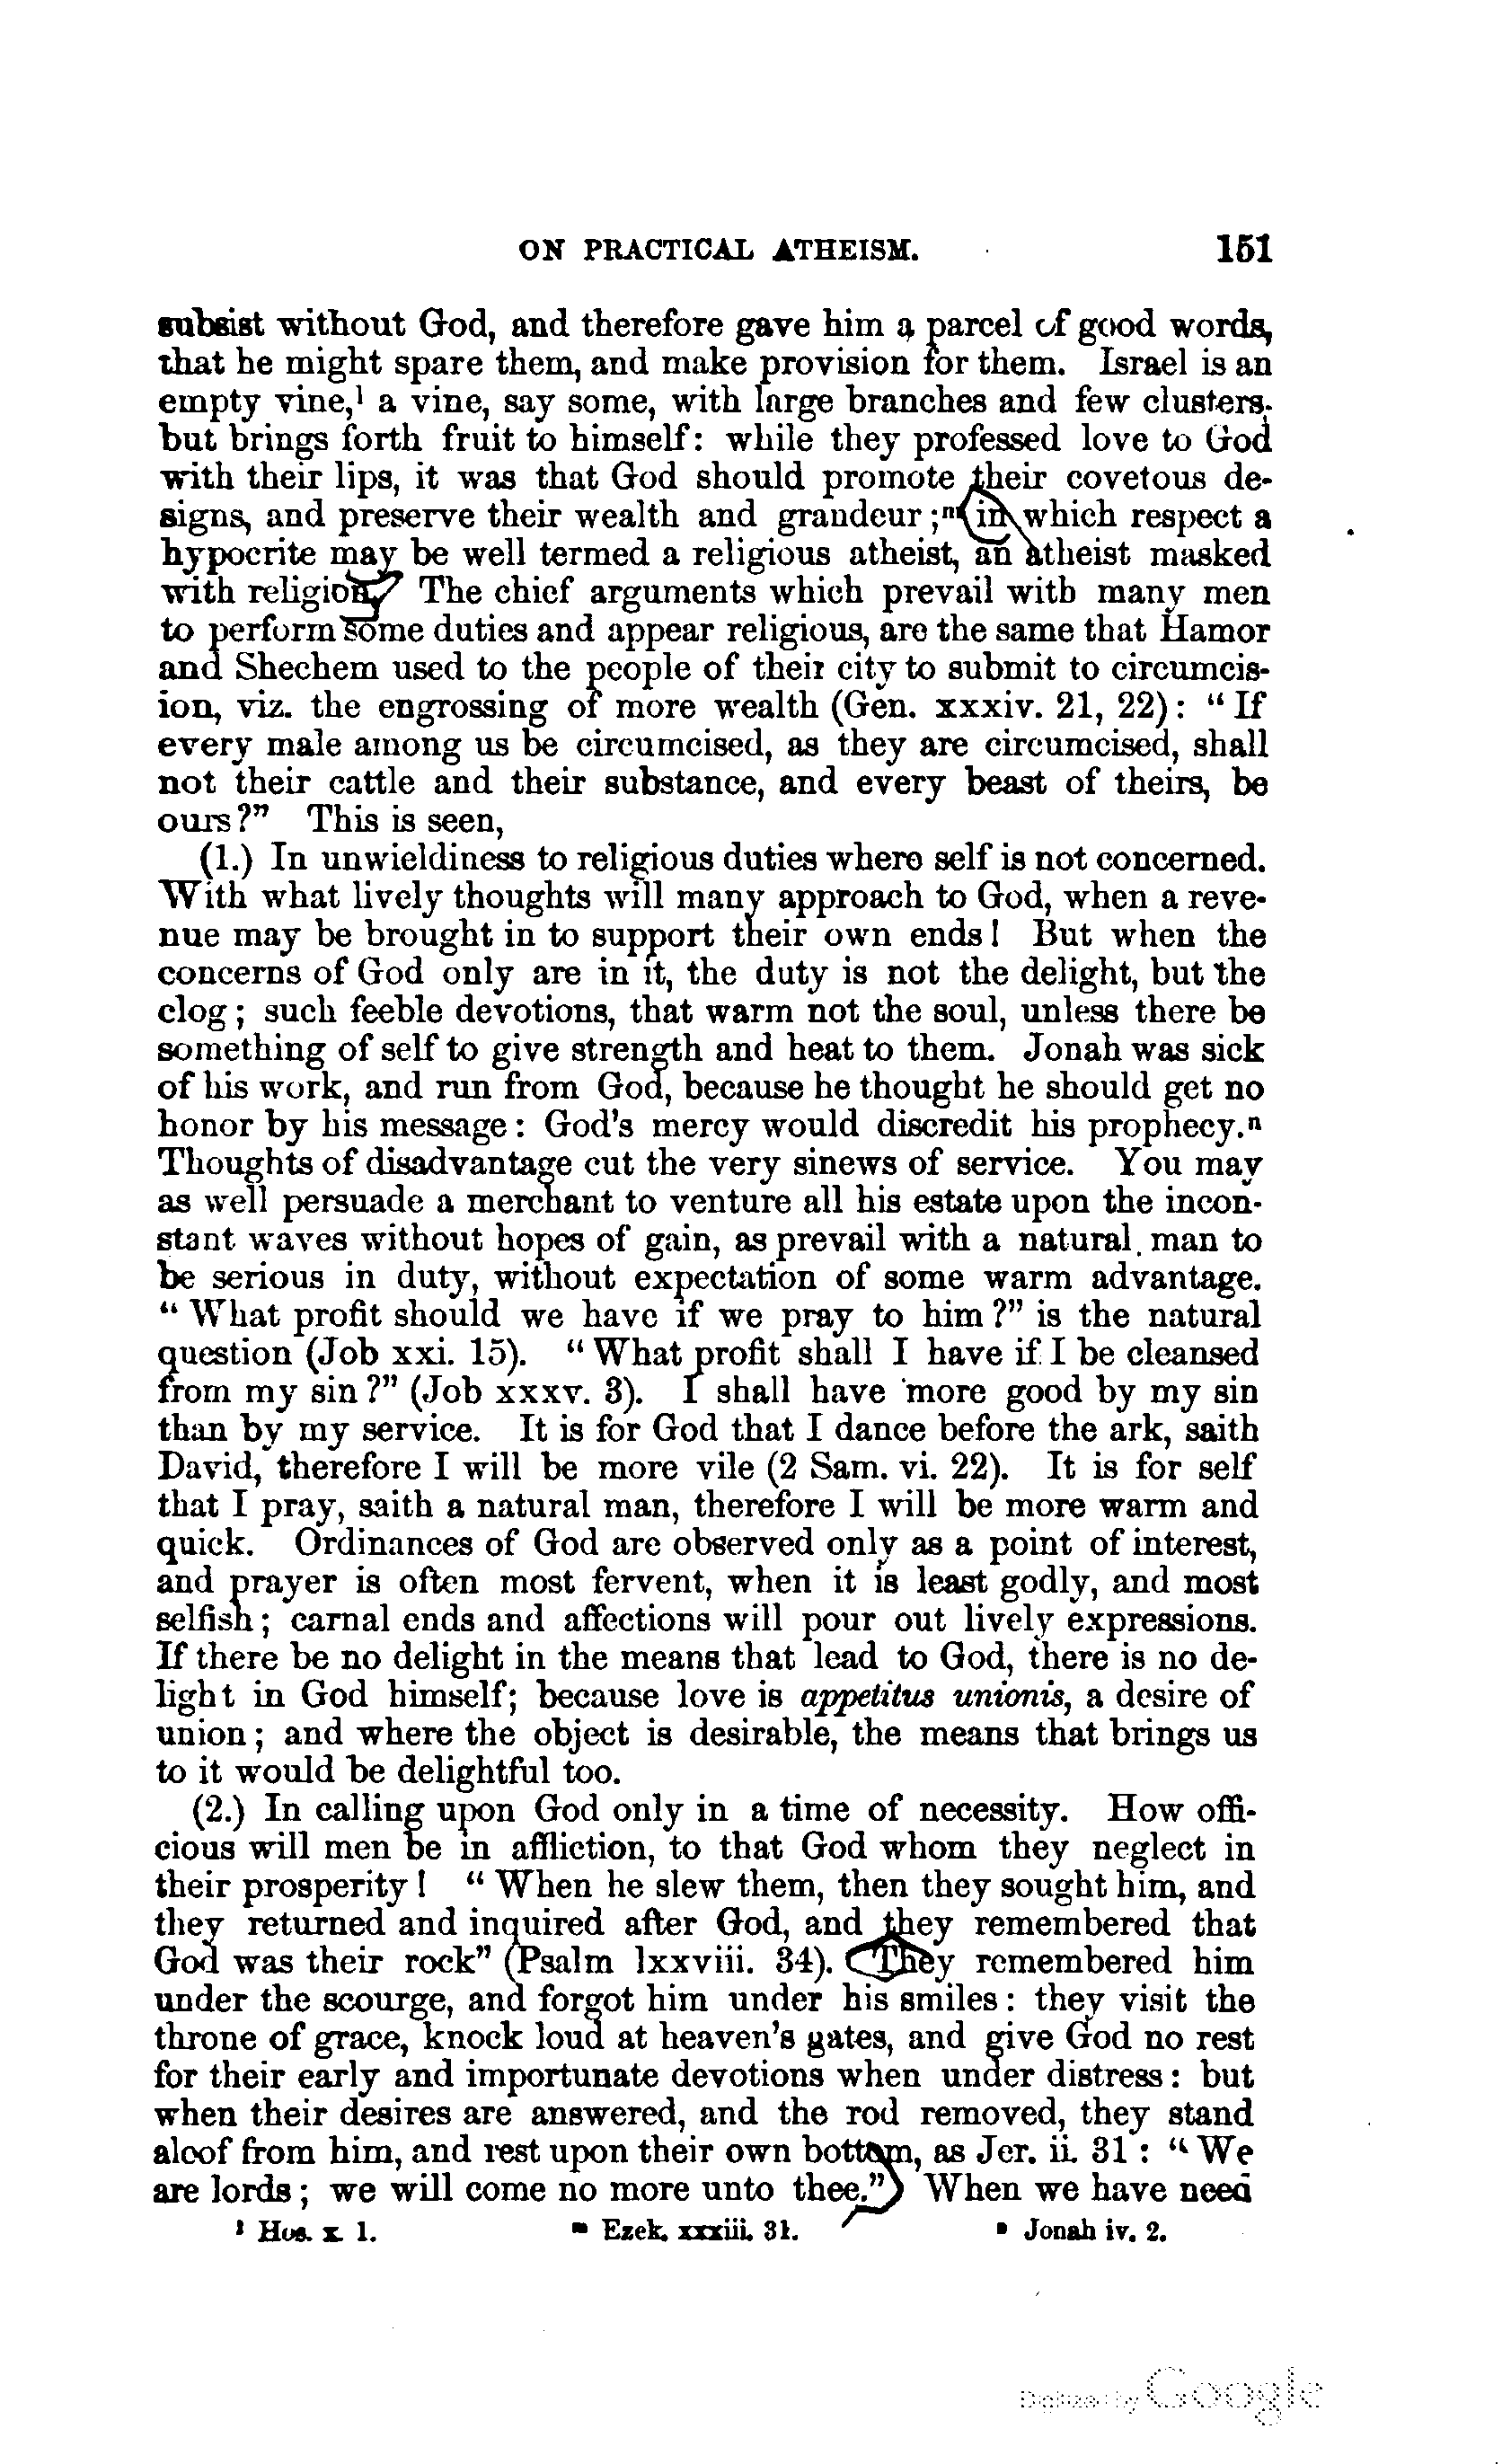 ON PRACTICAL ATHEISM. 151
subsist without God, and therefore gave him a parcel of good words,
that he might spare them, and make provision for them. Israel is an
empty vine,¹ a vine, say some, with large branches and few clusters,
but brings forth fruit to himself: while they professed love to God
with their lips, it was that God should promote their covetous de-
signs, and preserve their wealth and grandeur;ᵐ in which respect a
hypocrite may be well termed a religious atheist, an atheist masked
with religion. The chief arguments which prevail with many men
to perform some duties and appear religious, are the same that Hamor
and Shechem used to the people of their city to submit to circumcis-
ion, viz. the engrossing of more wealth (Gen. xxxiv. 21, 22): "If
every male among us be circumcised, as they are circumcised, shall
not their cattle and their substance, and every beast of theirs, be
ours?" This is seen,
(1.) In unwieldiness to religious duties where self is not concerned.
With what lively thoughts will many approach to God, when a reve-
nue may be brought in to support their own ends! But when the
concerns of God only are in it, the duty is not the delight, but the
clog; such feeble devotions, that warm not the soul, unless there be
something of self to give strength and heat to them. Jonah was sick
of his work, and run from God, because he thought he should get no
honor by his message: God's mercy would discredit his prophecy.ⁿ
Thoughts of disadvantage cut the very sinews of service. You may
as well persuade a merchant to venture all his estate upon the incon-
stant waves without hopes of gain, as prevail with a natural man to
be serious in duty, without expectation of some warm advantage.
"What profit should we have if we pray to him?" is the natural
question (Job xxi. 15). "What profit shall I have if I be cleansed
from my sin?" (Job xxxv. 3). I shall have more good by my sin
than by my service. It is for God that I dance before the ark, saith
David, therefore I will be more vile (2 Sam. vi. 22). It is for self
that I pray, saith a natural man, therefore I will be more warm and
quick. Ordinances of God are observed only as a point of interest,
and prayer is often most fervent, when it is least godly, and most
selfish; carnal ends and affections will pour out lively expressions.
If there be no delight in the means that lead to God, there is no de-
light in God himself; because love is appetitus unionis, a desire of
union; and where the object is desirable, the means that brings us
to it would be delightful too.
(2.) In calling upon God only in a time of necessity. How offi-
cious will men be in affliction, to that God whom they neglect in
their prosperity! "When he slew them, then they sought him, and
they returned and inquired after God, and they remembered that
God was their rock" (Psalm lxxviii. 34). They remembered him
under the scourge, and forgot him under his smiles: they visit the
throne of grace, knock loud at heaven's gates, and give God no rest
for their early and importunate devotions when under distress: but
when their desires are answered, and the rod removed, they stand
aloof from him, and rest upon their own bottom, as Jer. ii. 31: "We
are lords; we will come no more unto thee." When we have need
¹ Hos. x. 1. ᵐ Ezek. xxxiii. 31. ⁿ Jonah iv. 2.
Digitized by Google